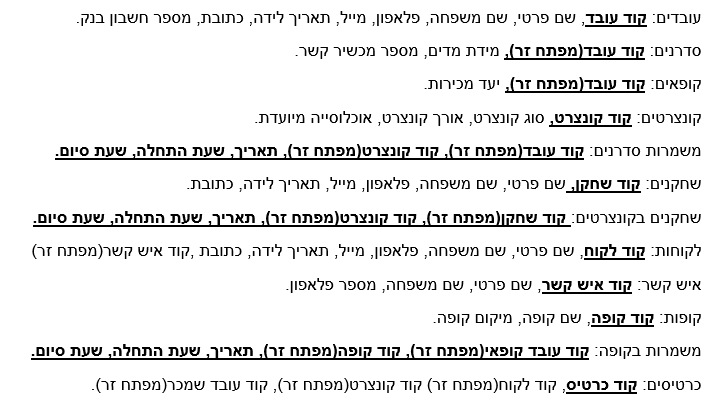 עובדים: קוד עובד, שם פרטי, שם משפחה, פלאפון, מייל, תאריך לידה, כתובת, מספר חשבון בנק.
סדרנים: קוד עובד(מפתח זר), מידת מדים, מספר מכשיר קשר.
קופאים: קוד עובד(מפתח זר), יעד מכירות.
קונצרטים: קוד קונצרט, סוג קונצרט, אורך קונצרט, אוכלוסייה מיועדת.
משמרות סדרנים: קוד עובד(מפתח זר), קוד קונצרט(מפתח זר), תאריך, שעת התחלה, שעת סיום.
שחקנים: קוד שחקן, שם פרטי, שם משפחה, פלאפון, מייל, תאריך לידה, כתובת.
שחקנים בקונצרטים: קוד שחקן(מפתח זר), קוד קונצרט(מפתח זר), תאריך, שעת התחלה, שעת סיום.
לקוחות: קוד לקוח, שם פרטי, שם משפחה, פלאפון, מייל, תאריך לידה, כתובת ,קוד איש קשר(מפתח זר)
איש קשר: קוד איש קשר, שם פרטי, שם משפחה, מספר פלאפון.
קופות: קוד קופה, שם קופה, מיקום קופה.
משמרות בקופה: קוד עובד קופאי(מפתח זר), קוד קופה(מפתח זר), תאריך, שעת התחלה, שעת סיום.
כרטיסים: קוד כרטיס, קוד לקוח(מפתח זר) קוד קונצרט(מפתח זר), קוד עובד שמכר(מפתח זר).